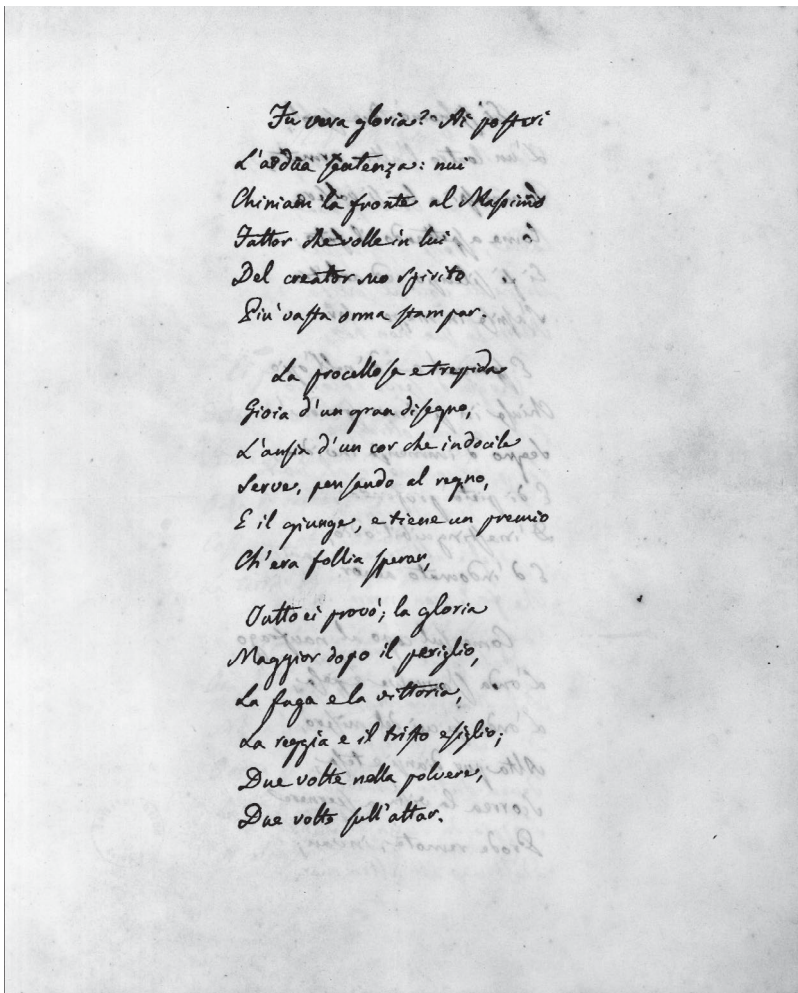 Fu vera gloria? Ai posteri
L'ardua sentenza: nui
Chiniam la fronte al Massimo
Fattor che volle in lui
Del creator suo spirito
Più vasta orma stampar.
La procellosa e trepida
Gioia d'un gran disegno,
L'ansia d'un cor che indocile
Serve, pensando al regno,
E il giunge, e tiene un premio
Ch'era follia sperar,
Tutto ei provò; la gloria
Maggior dopo il periglio,
La fuga e la vittoria,
La reggia e il tristo esiglio;
Due volte nella polvere,
Due volte sull'altar.